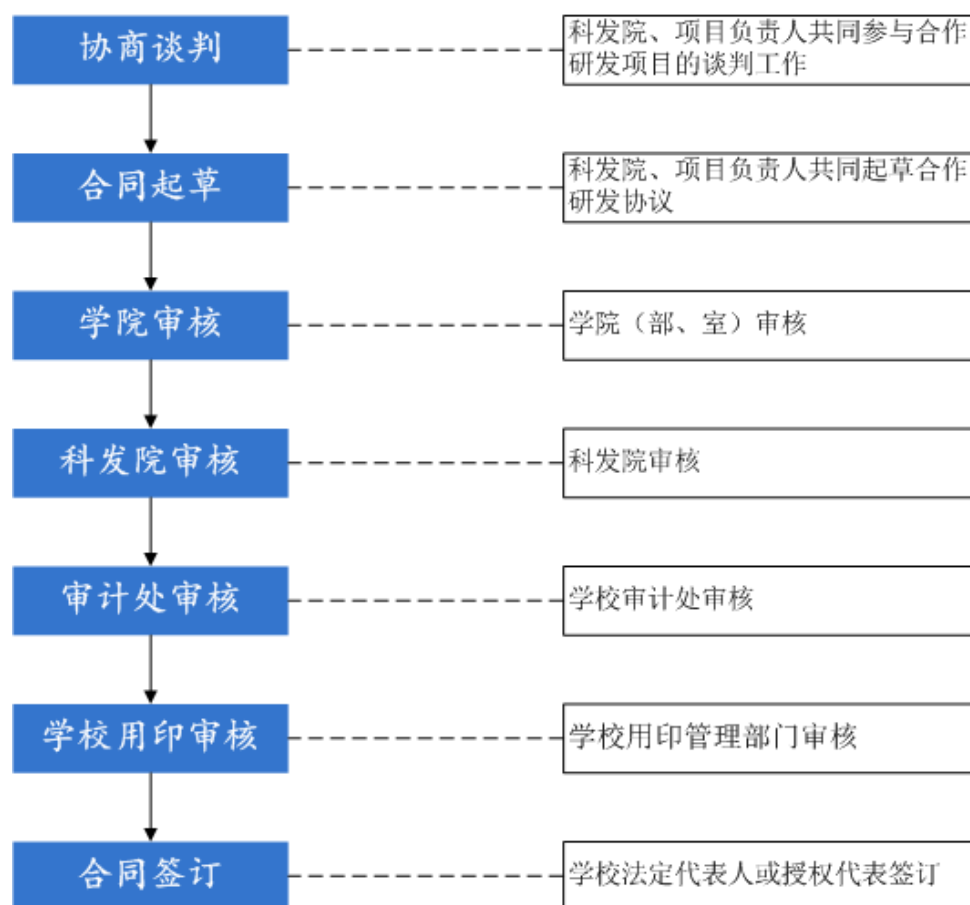 协商谈判
科发院、项目负责人共同参与合作
研发项目的谈判工作
合同起草
科发院、项目负责人共同起草合作
研发协议
学院审核
学院（部、室）审核
科发院审核
科发院审核
审计处审核
学校审计处审核
学校用印审核
学校用印管理部门审核
合同签订
学校法定代表人或授权代表签订